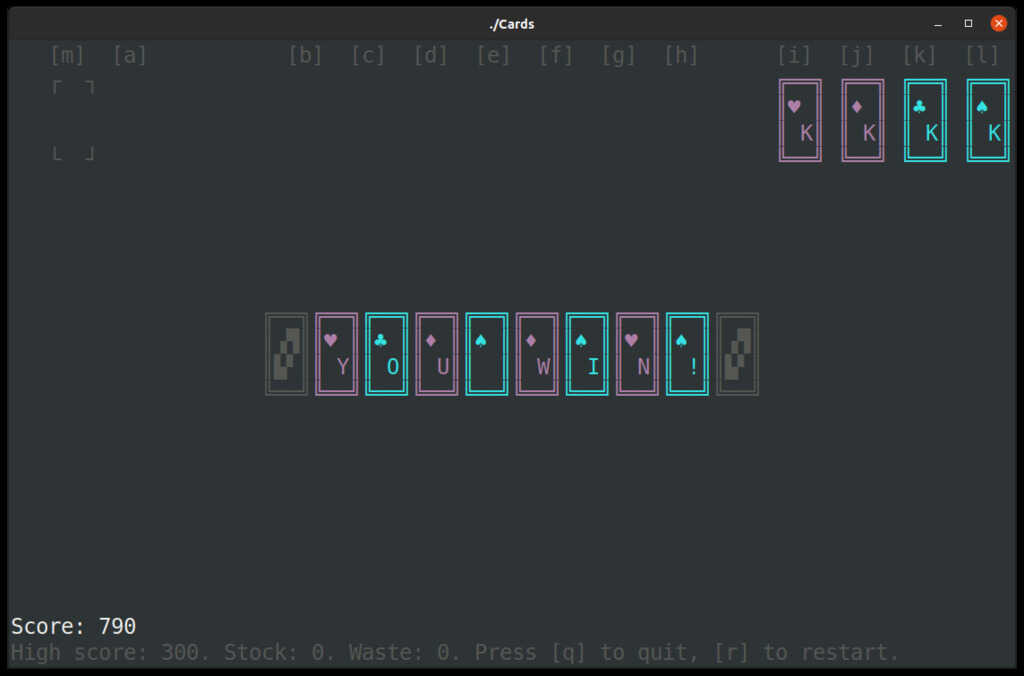 ./Cards
[m] [a] [b] [c] [d] [e] [f] [g] [h] [i] [j] [k] [l]
♥ ♦ ♣ ♠
K K K K
♥ ♣ ♦ ♠ ♦ ♠ ♥ ♠
Y O U W I N !
Score: 790
High score: 300. Stock: 0. Waste: 0. Press [q] to quit, [r] to restart.